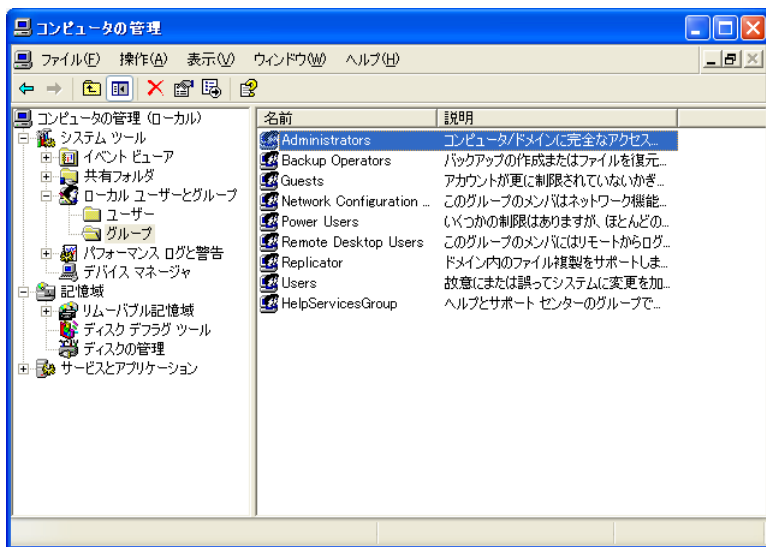 コンピュータの管理
ファイル(F) 操作(A) 表示(V) ウィンドウ(W) ヘルプ(H)
コンピュータの管理 (ローカル)
システム ツール
イベント ビューア
共有フォルダ
ローカル ユーザーとグループ
ユーザー
グループ
パフォーマンス ログと警告
デバイス マネージャ
記憶域
リムーバブル記憶域
ディスク デフラグ ツール
ディスクの管理
サービスとアプリケーション
名前 説明
Administrators コンピュータ/ドメインに完全なアクセス...
Backup Operators バックアップの作成またはファイルを復元...
Guests アカウントが更に制限されていないかぎ...
Network Configuration ... このグループのメンバはネットワーク機能...
Power Users いくつかの制限はありますが、ほとんどの...
Remote Desktop Users このグループのメンバにはリモートからログ...
Replicator ドメイン内のファイル複製をサポートしま...
Users 故意にまたは誤ってシステムに変更を加...
HelpServicesGroup ヘルプとサポート センターのグループで...